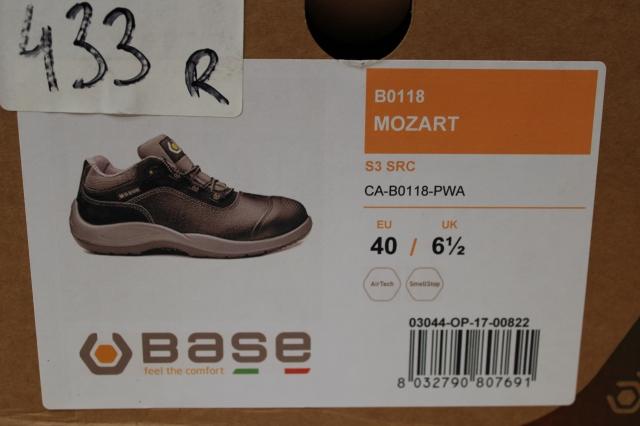 433 R
B0118
MOZART
S3 SRC
CA-B0118-PWA
EU UK
40 / 6½
AirTech SmellStop
03044-OP-17-00822
BASE
feel the comfort
8 032790 807691